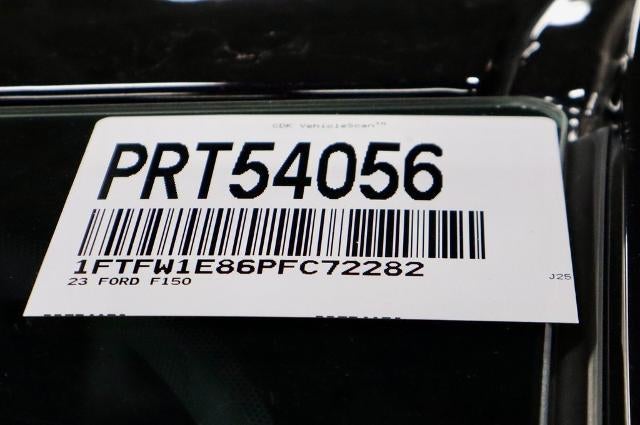 CDK VehicleScan™
PRT54056
1FTFW1E86PFC72282
23 FORD F150
J25